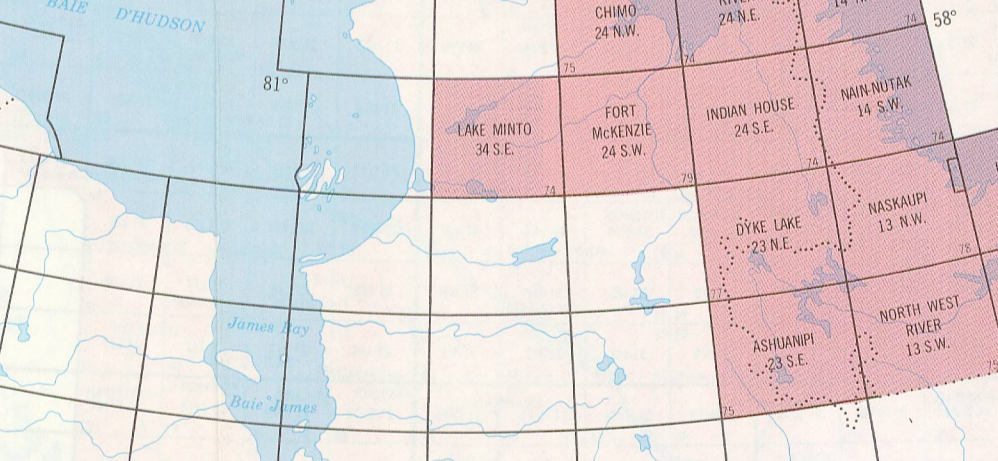 BAIE D'HUDSON
CHIMO
24 N.W.
24 N.E.
74
58°
75
74
81°
LAKE MINTO
34 S.E.
FORT
McKENZIE
24 S.W.
INDIAN HOUSE
24 S.E.
NAIN-NUTAK
14 S.W.
74
74
79
74
DYKE LAKE
23 N.E.
NASKAUPI
13 N.W.
78
77
James Bay
ASHUANIPI
23 S.E.
NORTH WEST
RIVER
13 S.W.
Baie James
75